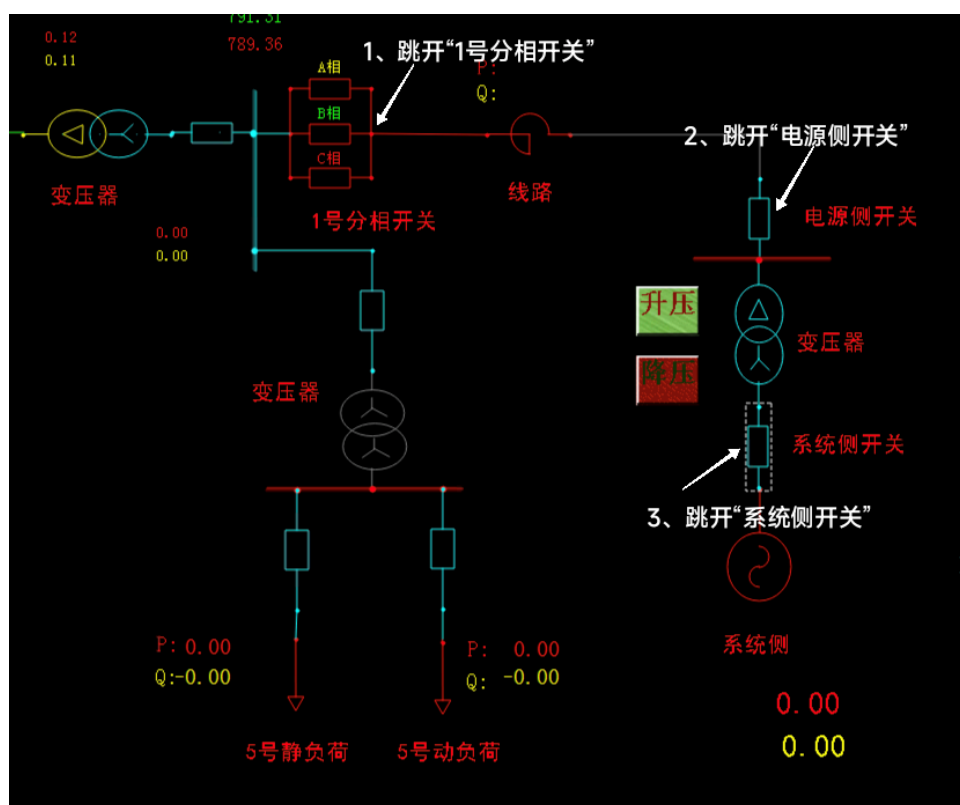 791.31
0.12
789.36
0.11
1、跳开“1号分相开关”
P:
Q:
A相
B相
C相
2、跳开“电源侧开关”
变压器
线路
1号分相开关
电源侧开关
0.00
0.00
升压
变压器
降压
变压器
系统侧开关
3、跳开“系统侧开关”
P: 0.00
Q:-0.00
P: 0.00
Q: -0.00
系统侧
0.00
0.00
5号静负荷
5号动负荷